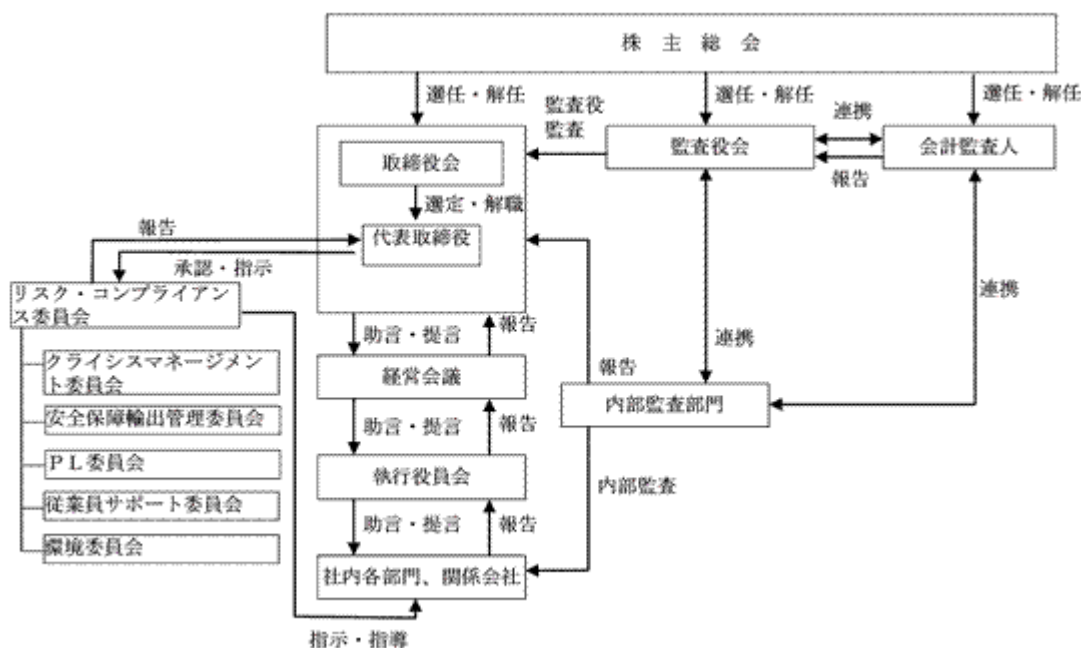 株主総会
選任・解任
選任・解任
選任・解任
監査役
監査
連携
取締役会
監査役会
会計監査人
報告
選定・解職
報告
代表取締役
承認・指示
リスク・コンプライアン
ス委員会
連携
報告
助言・提言
連携
クライシスマネージメン
ト委員会
経営会議
報告
内部監査部門
安全保障輸出管理委員会
助言・提言
報告
PL委員会
執行役員会
内部監査
従業員サポート委員会
助言・提言
報告
環境委員会
社内各部門、関係会社
指示・指導